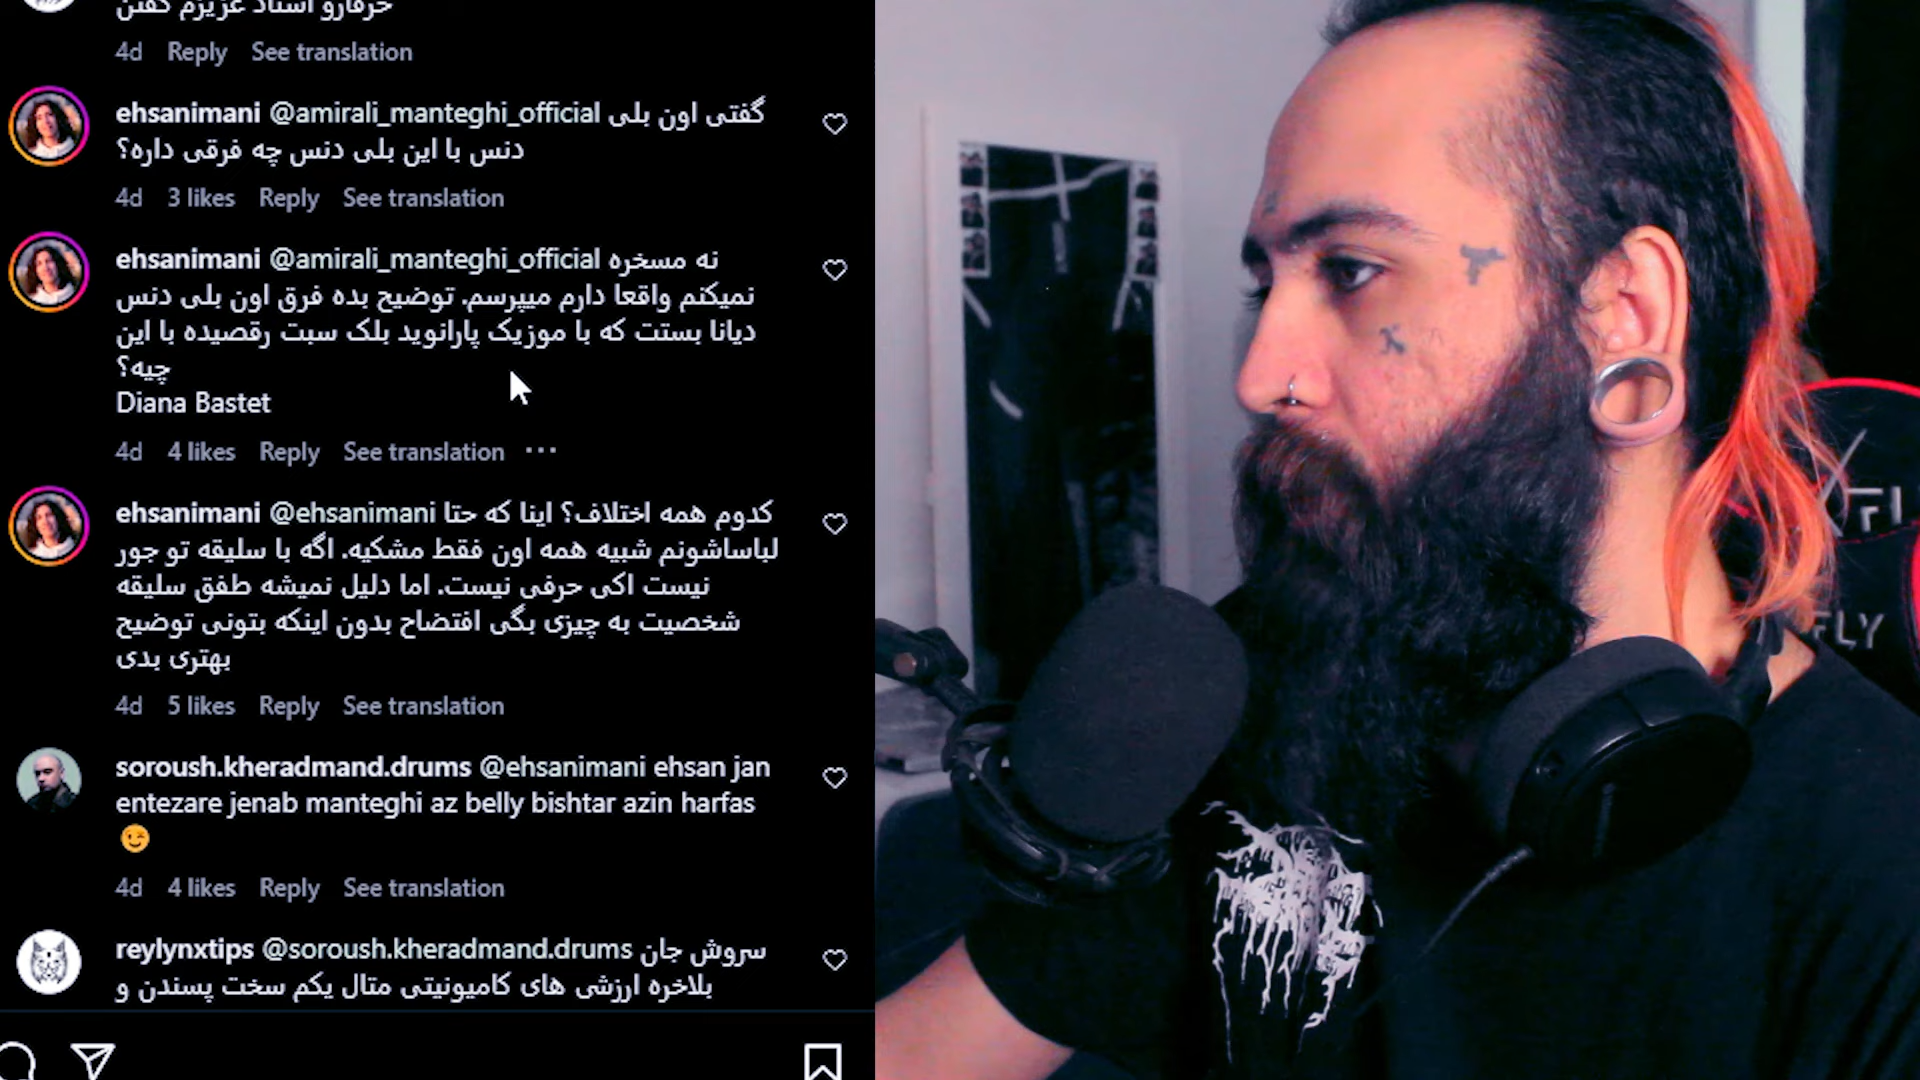 حرفارو استاد عزیزم گفتن
4d Reply See translation
ehsanimani @amirali_manteghi_official گفتی اون بلی
دنس با این بلی دنس چه فرقی داره؟
4d 3 likes Reply See translation
ehsanimani @amirali_manteghi_official نه مسخره
نمیکنم واقعا دارم میپرسم. توضیح بده فرق اون بلی دنس
دیانا بستت که با موزیک پارانوید بلک سبت رقصیده با این
چیه؟
Diana Bastet
4d 4 likes Reply See translation ...
ehsanimani @ehsanimani کدوم همه اختلاف؟ اینا که حتا
لباساشونم شبیه همه اون فقط مشکیه. اگه با سلیقه تو جور
نیست اکی حرفی نیست. اما دلیل نمیشه طفق سلیقه
شخصیت به چیزی بگی افتضاح بدون اینکه بتونی توضیح
بهتری بدی
4d 5 likes Reply See translation
soroush.kheradmand.drums @ehsanimani ehsan jan
entezare jenab manteghi az belly bishtar azin harfas
😉
4d 4 likes Reply See translation
reylynxtips @soroush.kheradmand.drums سروش جان
بلاخره ارزشی های کامیونیتی متال یکم سخت پسندن و
FLY